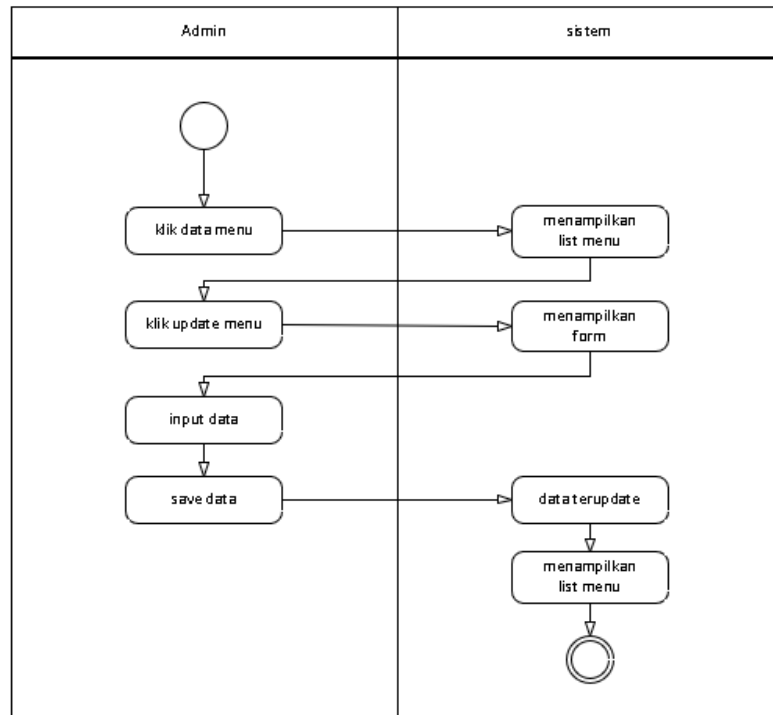 Admin
sistem
klik data menu
menampilkan
list menu
klik update menu
menampilkan
form
input data
save data
data terupdate
menampilkan
list menu